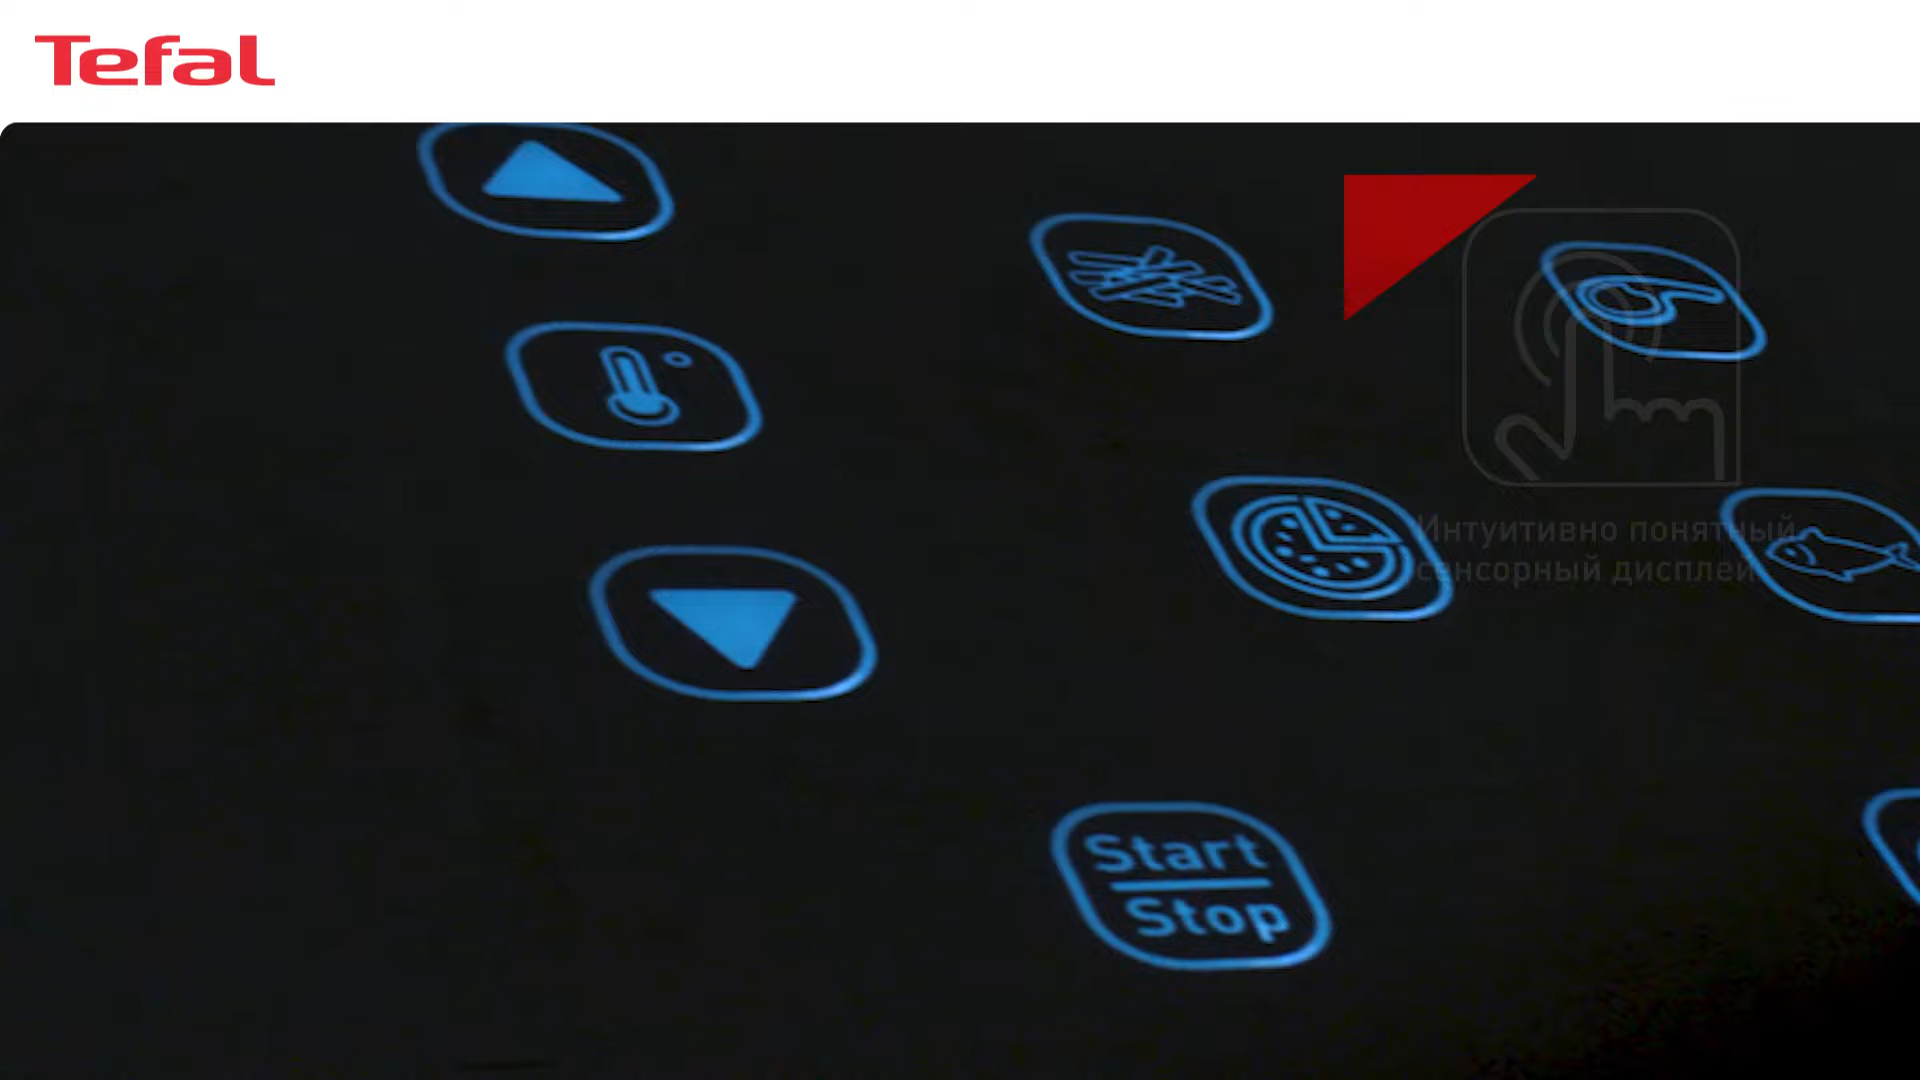 Tefal
Интуитивно понятный
сенсорный дисплей
Start
Stop